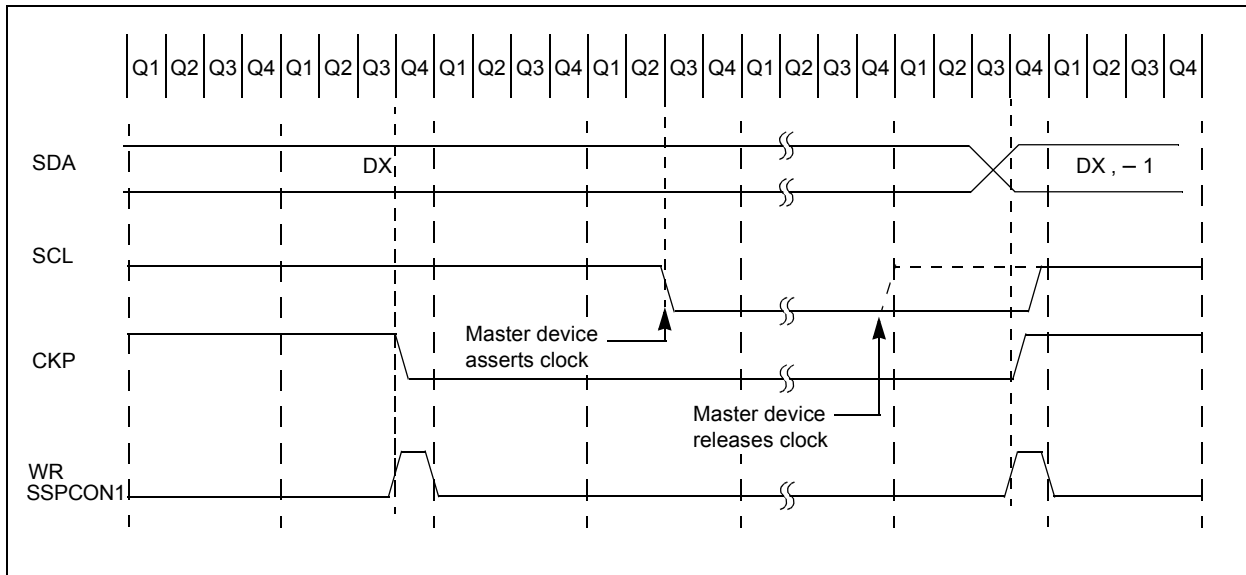 Q1 Q2 Q3 Q4 Q1 Q2 Q3 Q4 Q1 Q2 Q3 Q4 Q1 Q2 Q3 Q4 Q1 Q2 Q3 Q4 Q1 Q2 Q3 Q4 Q1 Q2 Q3 Q4
SDA
DX
DX , – 1
SCL
Master device
asserts clock
CKP
Master device
releases clock
WR
SSPCON1